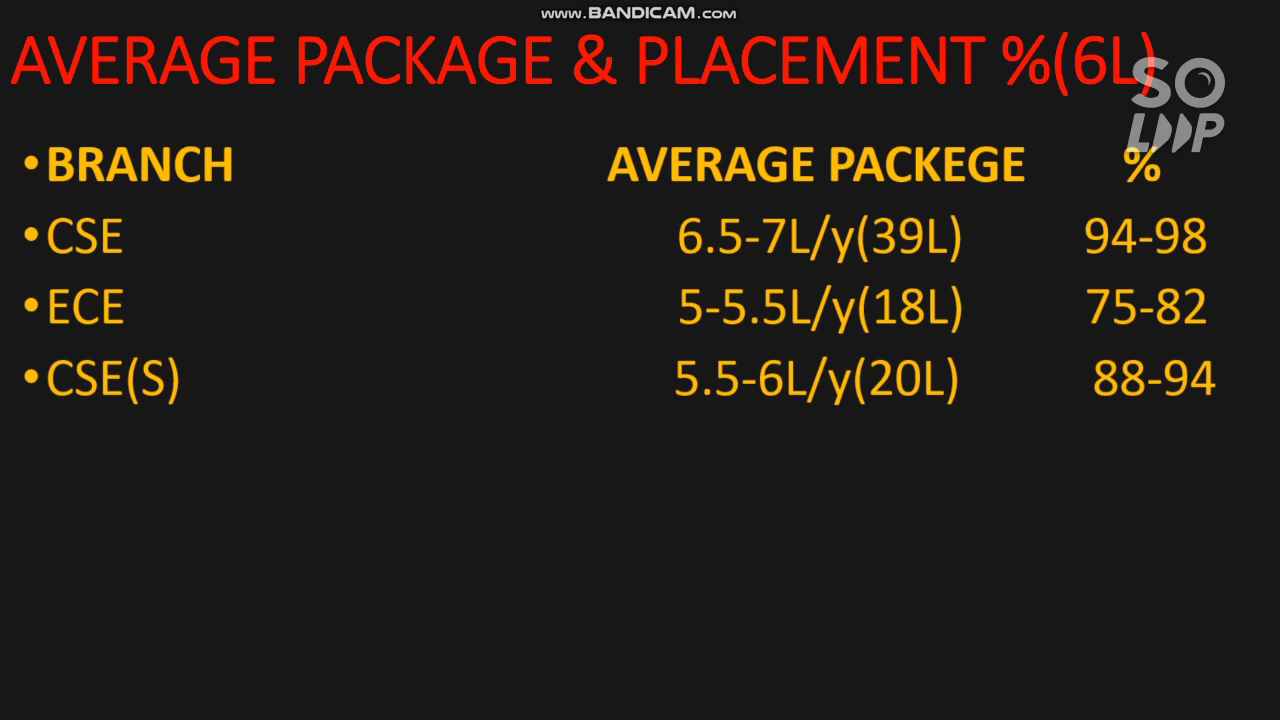 www.BANDICAM.com
AVERAGE PACKAGE & PLACEMENT %(6L)
SO
LOOP
•BRANCH AVERAGE PACKEGE %
•CSE 6.5-7L/y(39L) 94-98
•ECE 5-5.5L/y(18L) 75-82
•CSE(S) 5.5-6L/y(20L) 88-94